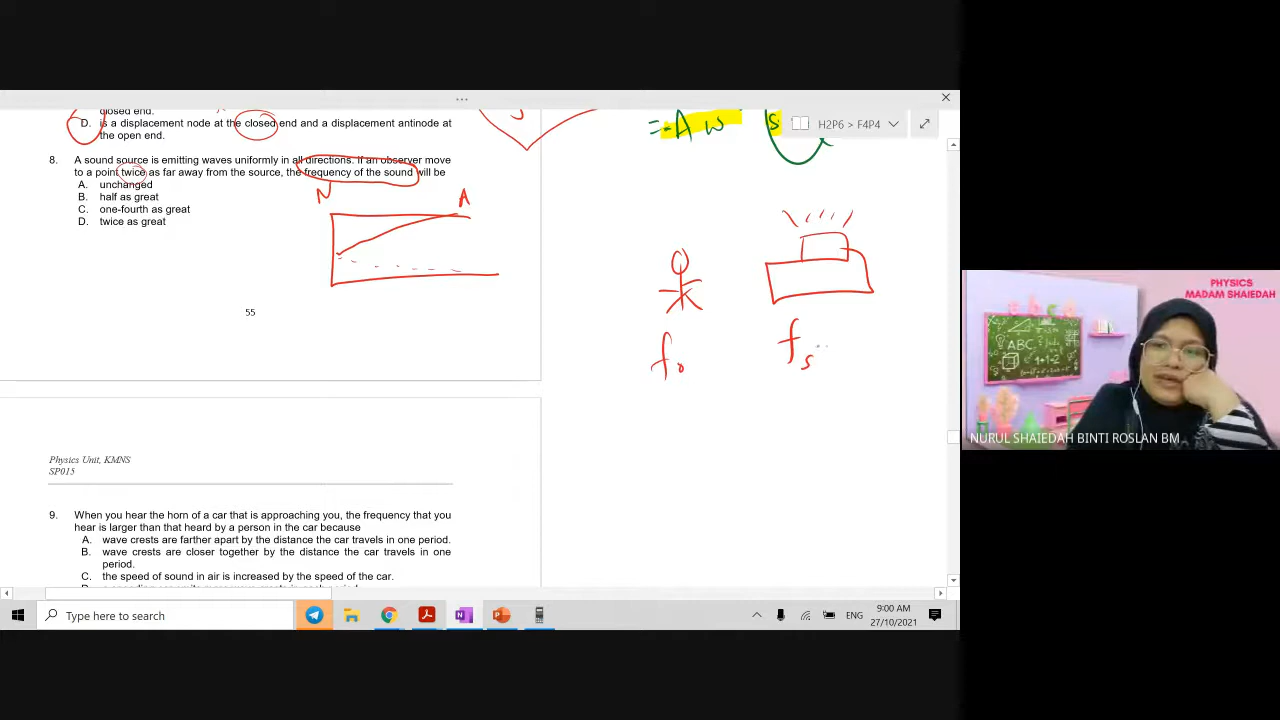 closed end.
D. is a displacement node at the closed end and a displacement antinode at
the open end.
8. A sound source is emitting waves uniformly in all directions. If an observer move
to a point twice as far away from the source, the frequency of the sound will be
A. unchanged
B. half as great
C. one-fourth as great
D. twice as great
N A
55
Physics Unit, KMNS
SP015
9. When you hear the horn of a car that is approaching you, the frequency that you
hear is larger than that heard by a person in the car because
A. wave crests are farther apart by the distance the car travels in one period.
B. wave crests are closer together by the distance the car travels in one
period.
C. the speed of sound in air is increased by the speed of the car.
= -A ω
s
H2P6 > F4P4
fo
fs
PHYSICS
MADAM SHAIEDAH
ABC
1+1=2
NURUL SHAIEDAH BINTI ROSLAN BM
Type here to search
ENG
9:00 AM
27/10/2021